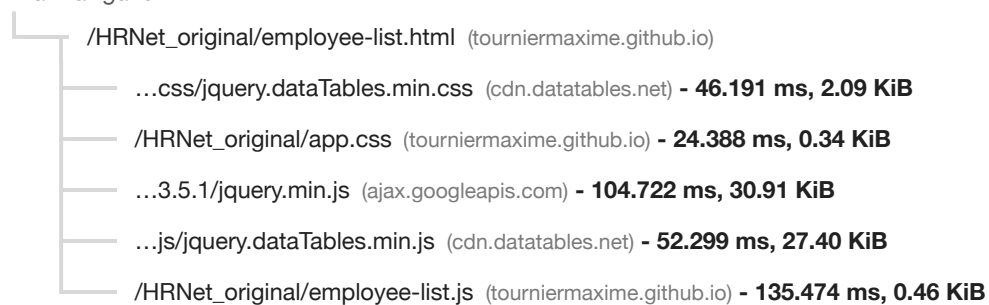 /HRNet_original/employee-list.html (tourniermaxime.github.io)
…css/jquery.dataTables.min.css (cdn.datatables.net) - 46.191 ms, 2.09 KiB
/HRNet_original/app.css (tourniermaxime.github.io) - 24.388 ms, 0.34 KiB
…3.5.1/jquery.min.js (ajax.googleapis.com) - 104.722 ms, 30.91 KiB
…js/jquery.dataTables.min.js (cdn.datatables.net) - 52.299 ms, 27.40 KiB
/HRNet_original/employee-list.js (tourniermaxime.github.io) - 135.474 ms, 0.46 KiB